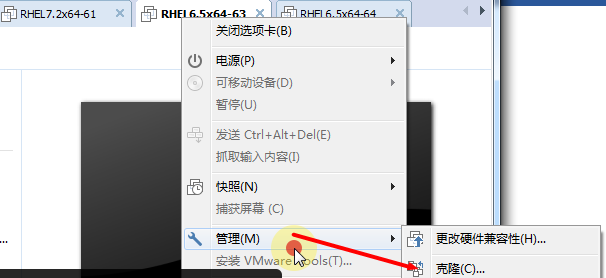 RHEL7.2x64-61
RHEL6.5x64-63
RHEL6.5x64-64
关闭选项卡(B)
电源(P)
可移动设备(D)
暂停(U)
发送 Ctrl+Alt+Del(E)
抓取输入内容(I)
快照(N)
捕获屏幕 (C)
管理(M)
更改硬件兼容性(H)...
安装 VMware Tools(T)...
克隆(C)...